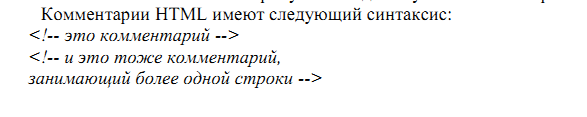 Комментарии HTML имеют следующий синтаксис:
<!-- это комментарий -->
<!-- и это тоже комментарий,
занимающий более одной строки -->